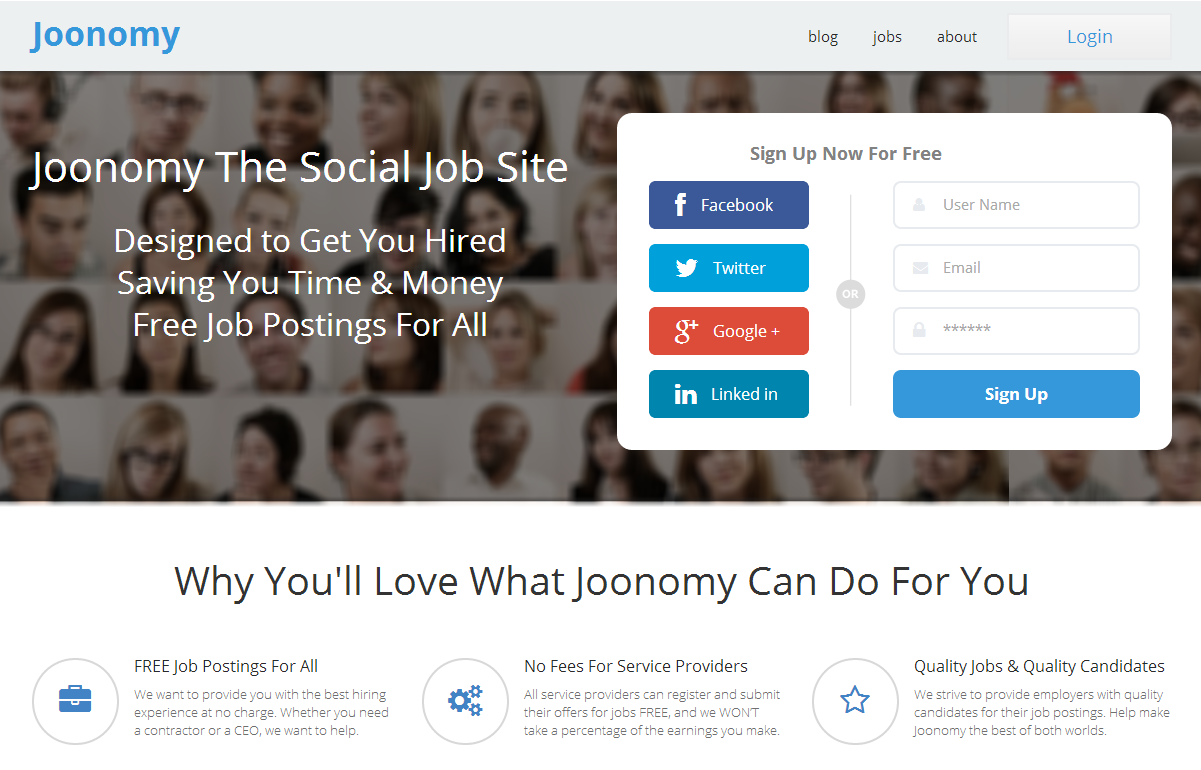 Joonomy
blog jobs about Login
Joonomy The Social Job Site
Designed to Get You Hired
Saving You Time & Money
Free Job Postings For All
Sign Up Now For Free
Facebook
Twitter
Google +
Linked in
OR
User Name
Email
******
Sign Up
Why You'll Love What Joonomy Can Do For You
FREE Job Postings For All
We want to provide you with the best hiring
experience at no charge. Whether you need
a contractor or a CEO, we want to help.
No Fees For Service Providers
All service providers can register and submit
their offers for jobs FREE, and we WON'T
take a percentage of the earnings you make.
Quality Jobs & Quality Candidates
We strive to provide employers with quality
candidates for their job postings. Help make
Joonomy the best of both worlds.